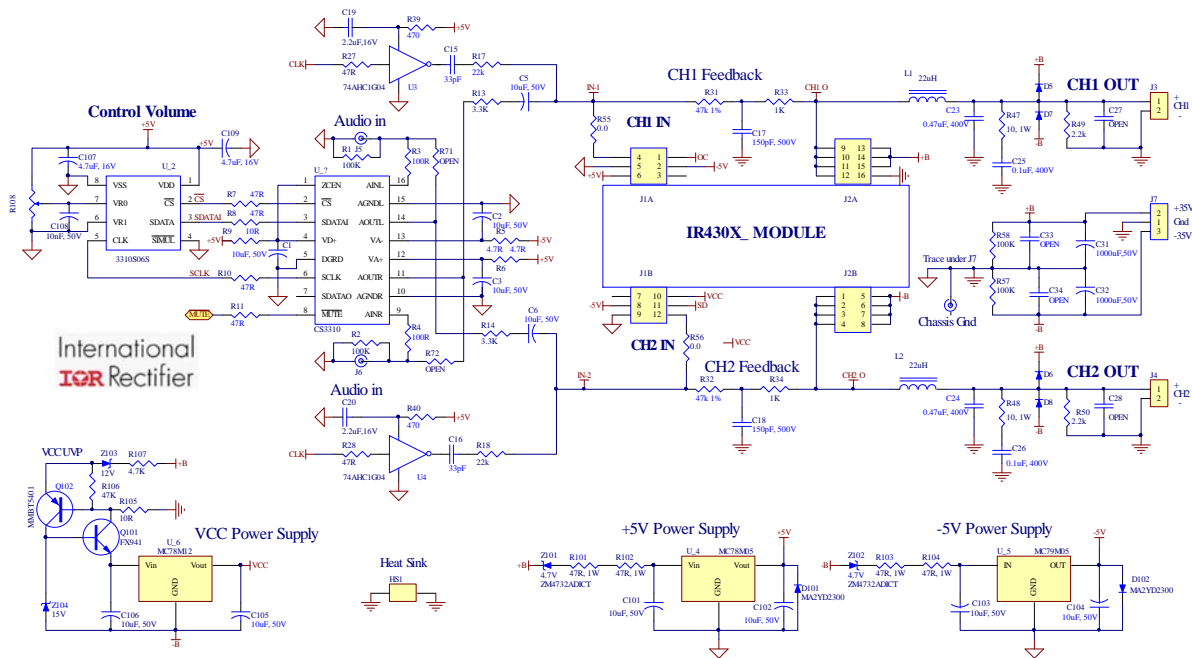 C19
2.2uF,16V
R39
470
+5V
CLK
R27
47R
74AHC1G04
U3
C15
33pF
R17
22k
C5
10uF, 50V
R13
3.3K
Control Volume
+5V
+5V
C109
4.7uF, 16V
C107
4.7uF, 16V
R108
C108
10nF, 50V
U_2
8 VSS VDD 1
7 VR0 CS 2
6 VR1 SDATA 3
5 CLK SIMUL 4
3310S06S
CS
SDATAI
R7 47R
R8 47R
R9 10R
+5V
C1
10uF, 50V
SCLK
R10
47R
MUTE
R11
47R
Audio in
R1 J5
100K
R3
100R
R71
OPEN
U_?
1 ZCEN AINL 16
2 CS AGNDL 15
3 SDATAI AOUTL 14
4 VD+ VA- 13
5 DGRD VA+ 12
6 SCLK AOUTR 11
7 SDATAO AGNDR 10
8 MUTE AINR 9
CS3310
C2
10uF, 50V
R5
4.7R 4.7R
-5V
R6
+5V
C3
10uF, 50V
R2
100K
J6
R4
100R
R72
OPEN
R14
3.3K
C6
10uF, 50V
Audio in
C20
2.2uF,16V
R40
470
+5V
CLK
R28
47R
74AHC1G04
U4
C16
33pF
R18
22k
International
IOR Rectifier
IN-1
R55
0.0
CH1 IN
CH1 Feedback
R31
47k 1%
R33
1K
C17
150pF, 500V
CH1 O
L1
22uH
4 1
5 2
6 3
OC
-5V
+5V
J1A
9 13
10 14
11 15
12 16
+B
J2A
IR430X_ MODULE
J1B
7 10
8 11
9 12
VCC
SD
-5V
J2B
1 5
2 6
3 7
4 8
-B
R56
0.0
VCC
CH2 IN
IN-2
CH2 Feedback
R32
47k 1%
R34
1K
C18
150pF, 500V
CH2 O
L2
22uH
C23
0.47uF, 400V
R47
10, 1W
C25
0.1uF, 400V
+B
D5
D7
-B
CH1 OUT
R49
2.2k
C27
OPEN
J3
1
2
+
CH1
-
+B
R58
100K
C33
OPEN
C31
1000uF,50V
Trace under J7
R57
100K
C34
OPEN
C32
1000uF,50V
-B
Chassis Gnd
J7
2
1
3
+35V
Gnd
-35V
C24
0.47uF, 400V
R48
10, 1W
C26
0.1uF, 400V
+B
D6
D8
-B
CH2 OUT
R50
2.2k
C28
OPEN
J4
1
2
+
CH2
-
VCC UVP
Z103
12V
R107
4.7K
+B
Q102
MMBT5401
R106
47K
R105
10R
Q101
FX941
Z104
15V
VCC Power Supply
U_6
MC78M12
Vin Vout
GND
VCC
C106
10uF, 50V
C105
10uF, 50V
-B
Heat Sink
HS1
+5V Power Supply
+B
Z101
4.7V
ZM4732ADICT
R101
47R, 1W
R102
47R, 1W
U_4
MC78M05
Vin Vout
GND
+5V
C101
10uF, 50V
C102
10uF, 50V
D101
MA2YD2300
-5V Power Supply
-B
Z102
4.7V
ZM4732ADICT
R103
47R, 1W
R104
47R, 1W
U_5
MC79M05
IN OUT
GND
-5V
C103
10uF, 50V
C104
10uF, 50V
D102
MA2YD2300